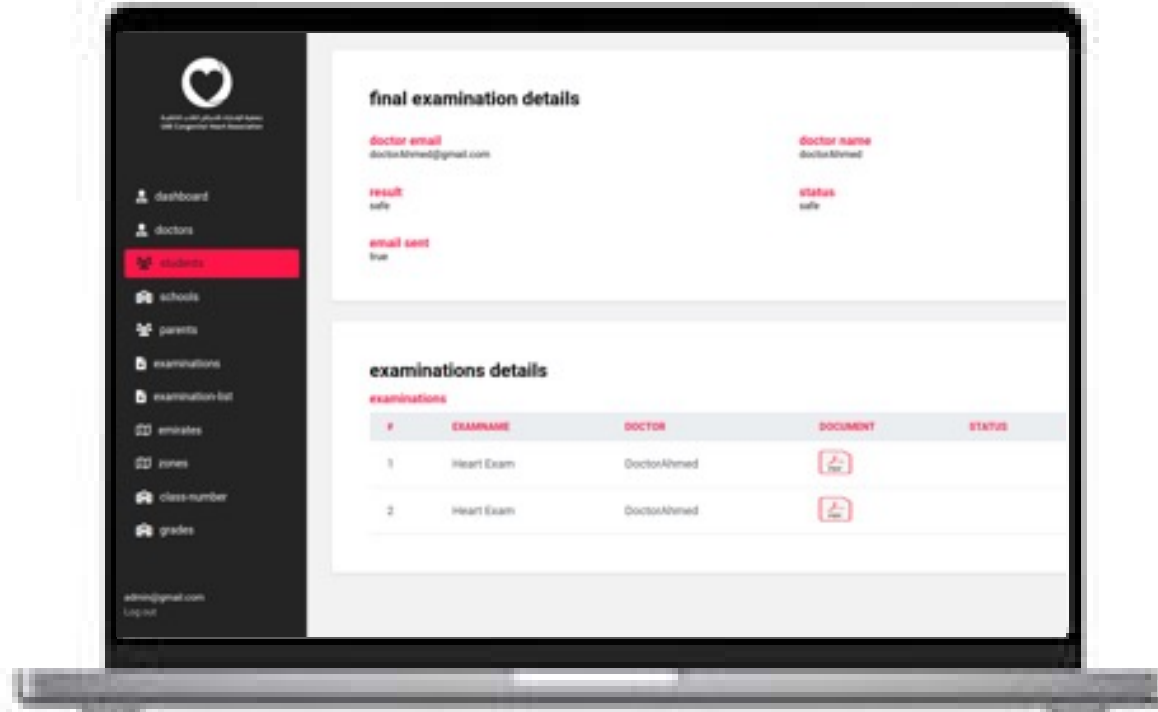 UAE Congenital Heart Association
dashboard
doctors
students
schools
parents
examinations
examination-list
emirates
zones
class-number
grades
admin@gmail.com
Log out
final examination details
doctor email
doctorAhmed@gmail.com
doctor name
doctorAhmed
result
safe
status
safe
email sent
true
examinations details
examinations
# EXAMNAME DOCTOR DOCUMENT STATUS
1 Heart Exam DoctorAhmed
2 Heart Exam DoctorAhmed